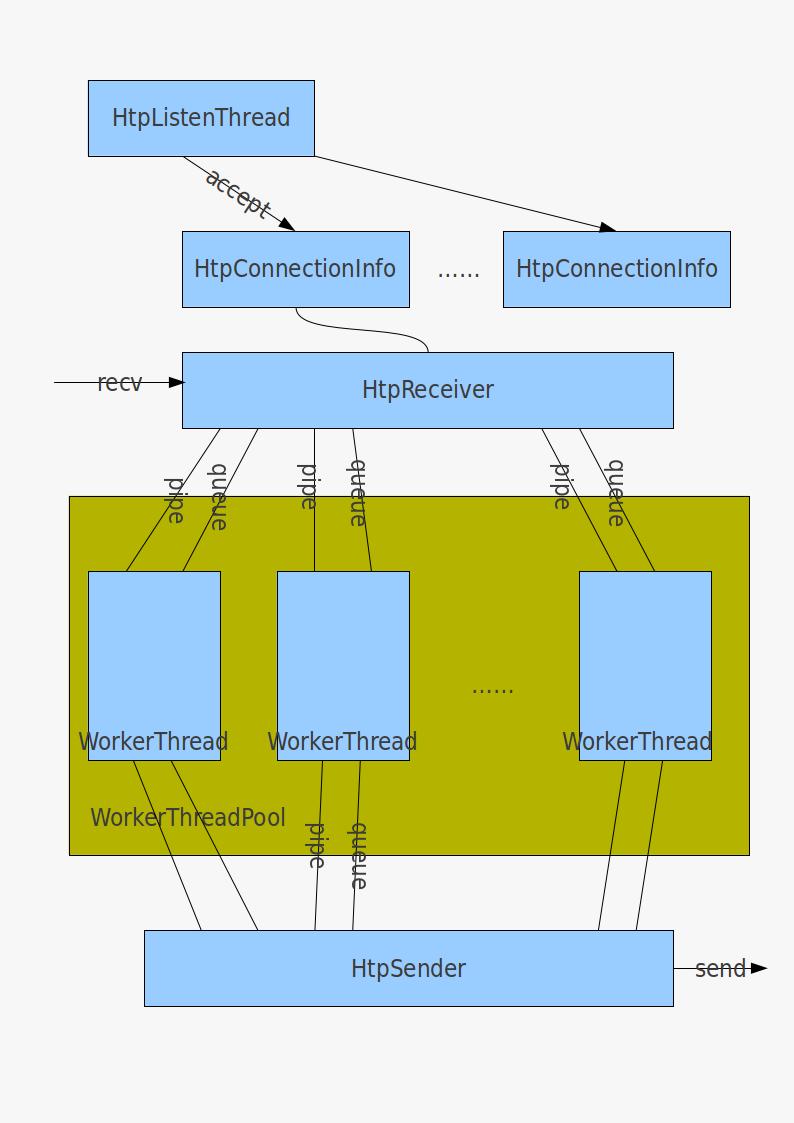 HtpListenThread
accept
HtpConnectionInfo
......
HtpConnectionInfo
recv
HtpReceiver
pipe
queue
pipe
queue
pipe
queue
......
WorkerThread
WorkerThread
WorkerThread
WorkerThreadPool
pipe
queue
HtpSender
send